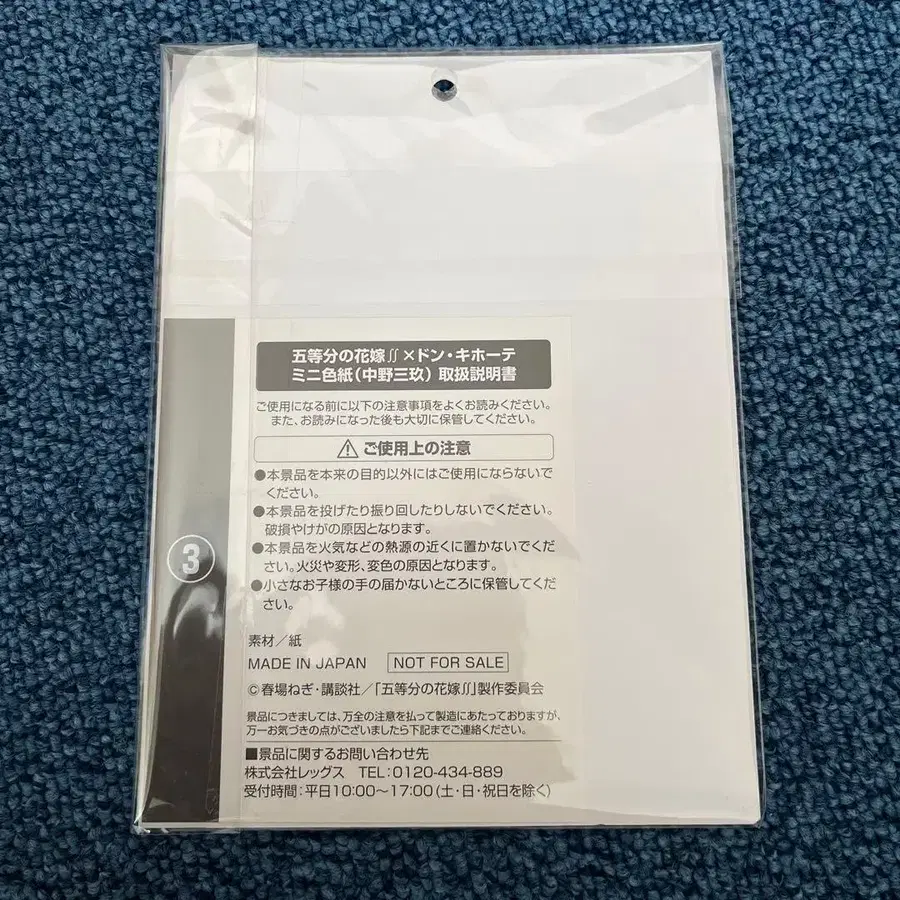 五等分の花嫁∬×ドン・キホーテ
ミニ色紙(中野三玖) 取扱説明書
ご使用になる前に以下の注意事項をよくお読みください。
また、お読みになった後も大切に保管してください。
⚠ ご使用上の注意
●本景品を本来の目的以外にはご使用にならないで
ください。
●本景品を投げたり振り回したりしないでください。
破損やけがの原因となります。
●本景品を火気などの熱源の近くに置かないでくだ
さい。火災や変形、変色の原因となります。
●小さなお子様の手の届かないところに保管してくだ
さい。
③
素材/紙
MADE IN JAPAN NOT FOR SALE
©春場ねぎ・講談社/「五等分の花嫁∬」製作委員会
景品につきましては、万全の注意を払って製造にあたっておりますが、
万一お気づきの点がございましたら下記までご連絡ください。
■景品に関するお問い合わせ先
株式会社レッグス TEL:0120-434-889
受付時間:平日10:00〜17:00(土・日・祝日を除く)